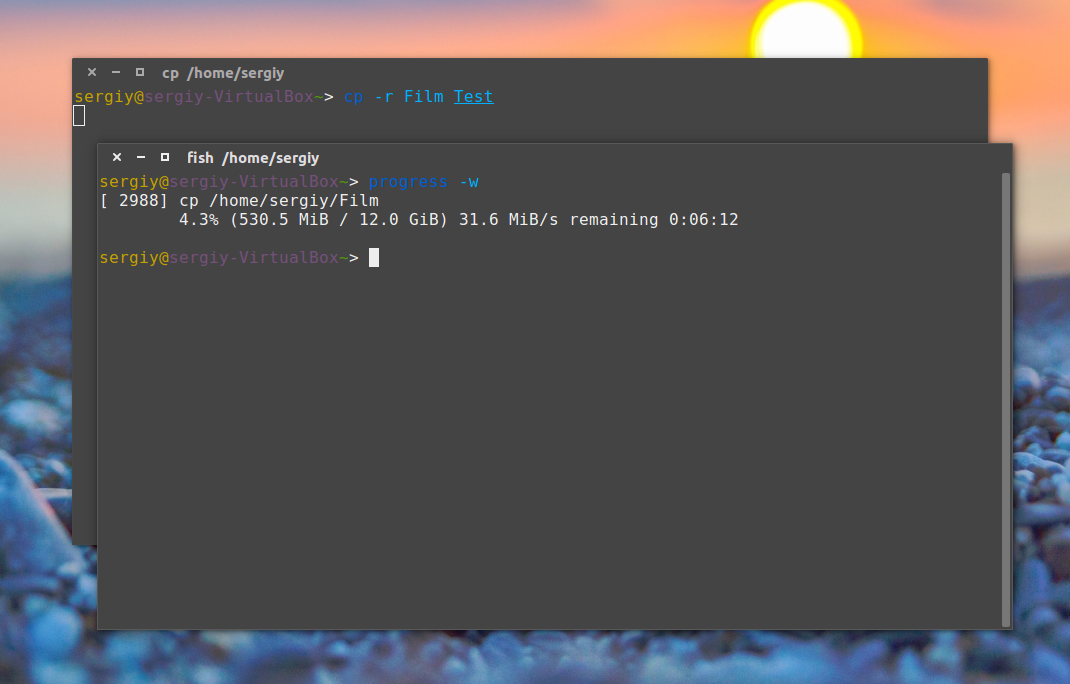 cp /home/sergiy
sergiy@sergiy-VirtualBox~> cp -r Film Test
fish /home/sergiy
sergiy@sergiy-VirtualBox~> progress -w
[ 2988] cp /home/sergiy/Film
4.3% (530.5 MiB / 12.0 GiB) 31.6 MiB/s remaining 0:06:12
sergiy@sergiy-VirtualBox~>